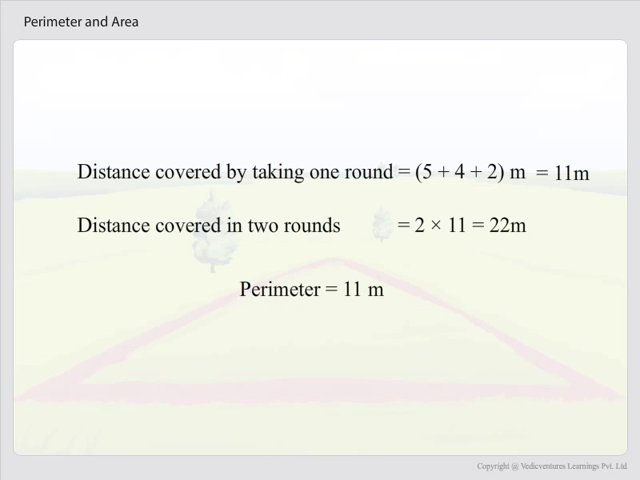 Perimeter and Area
Distance covered by taking one round = (5 + 4 + 2) m = 11m
Distance covered in two rounds = 2 × 11 = 22m
Perimeter = 11 m
Copyright @ Vedicventures Learnings Pvt. Ltd